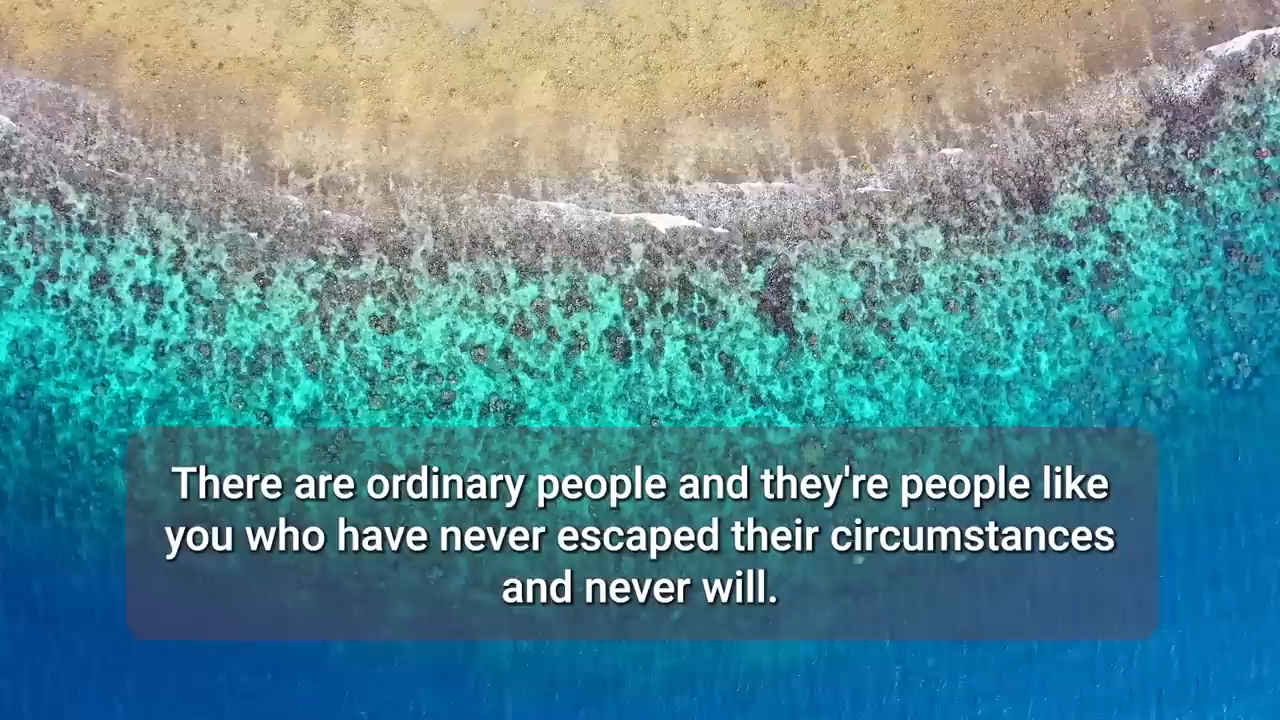 There are ordinary people and they're people like
you who have never escaped their circumstances
and never will.